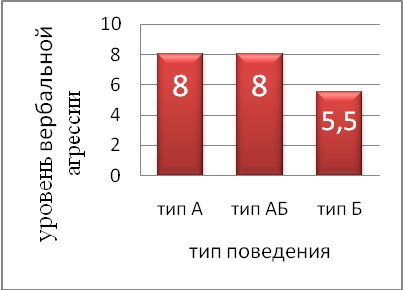 уровень вербальной
агрессии
10
8
6
4
2
0
8
8
5,5
тип А
тип АБ
тип Б
тип поведения